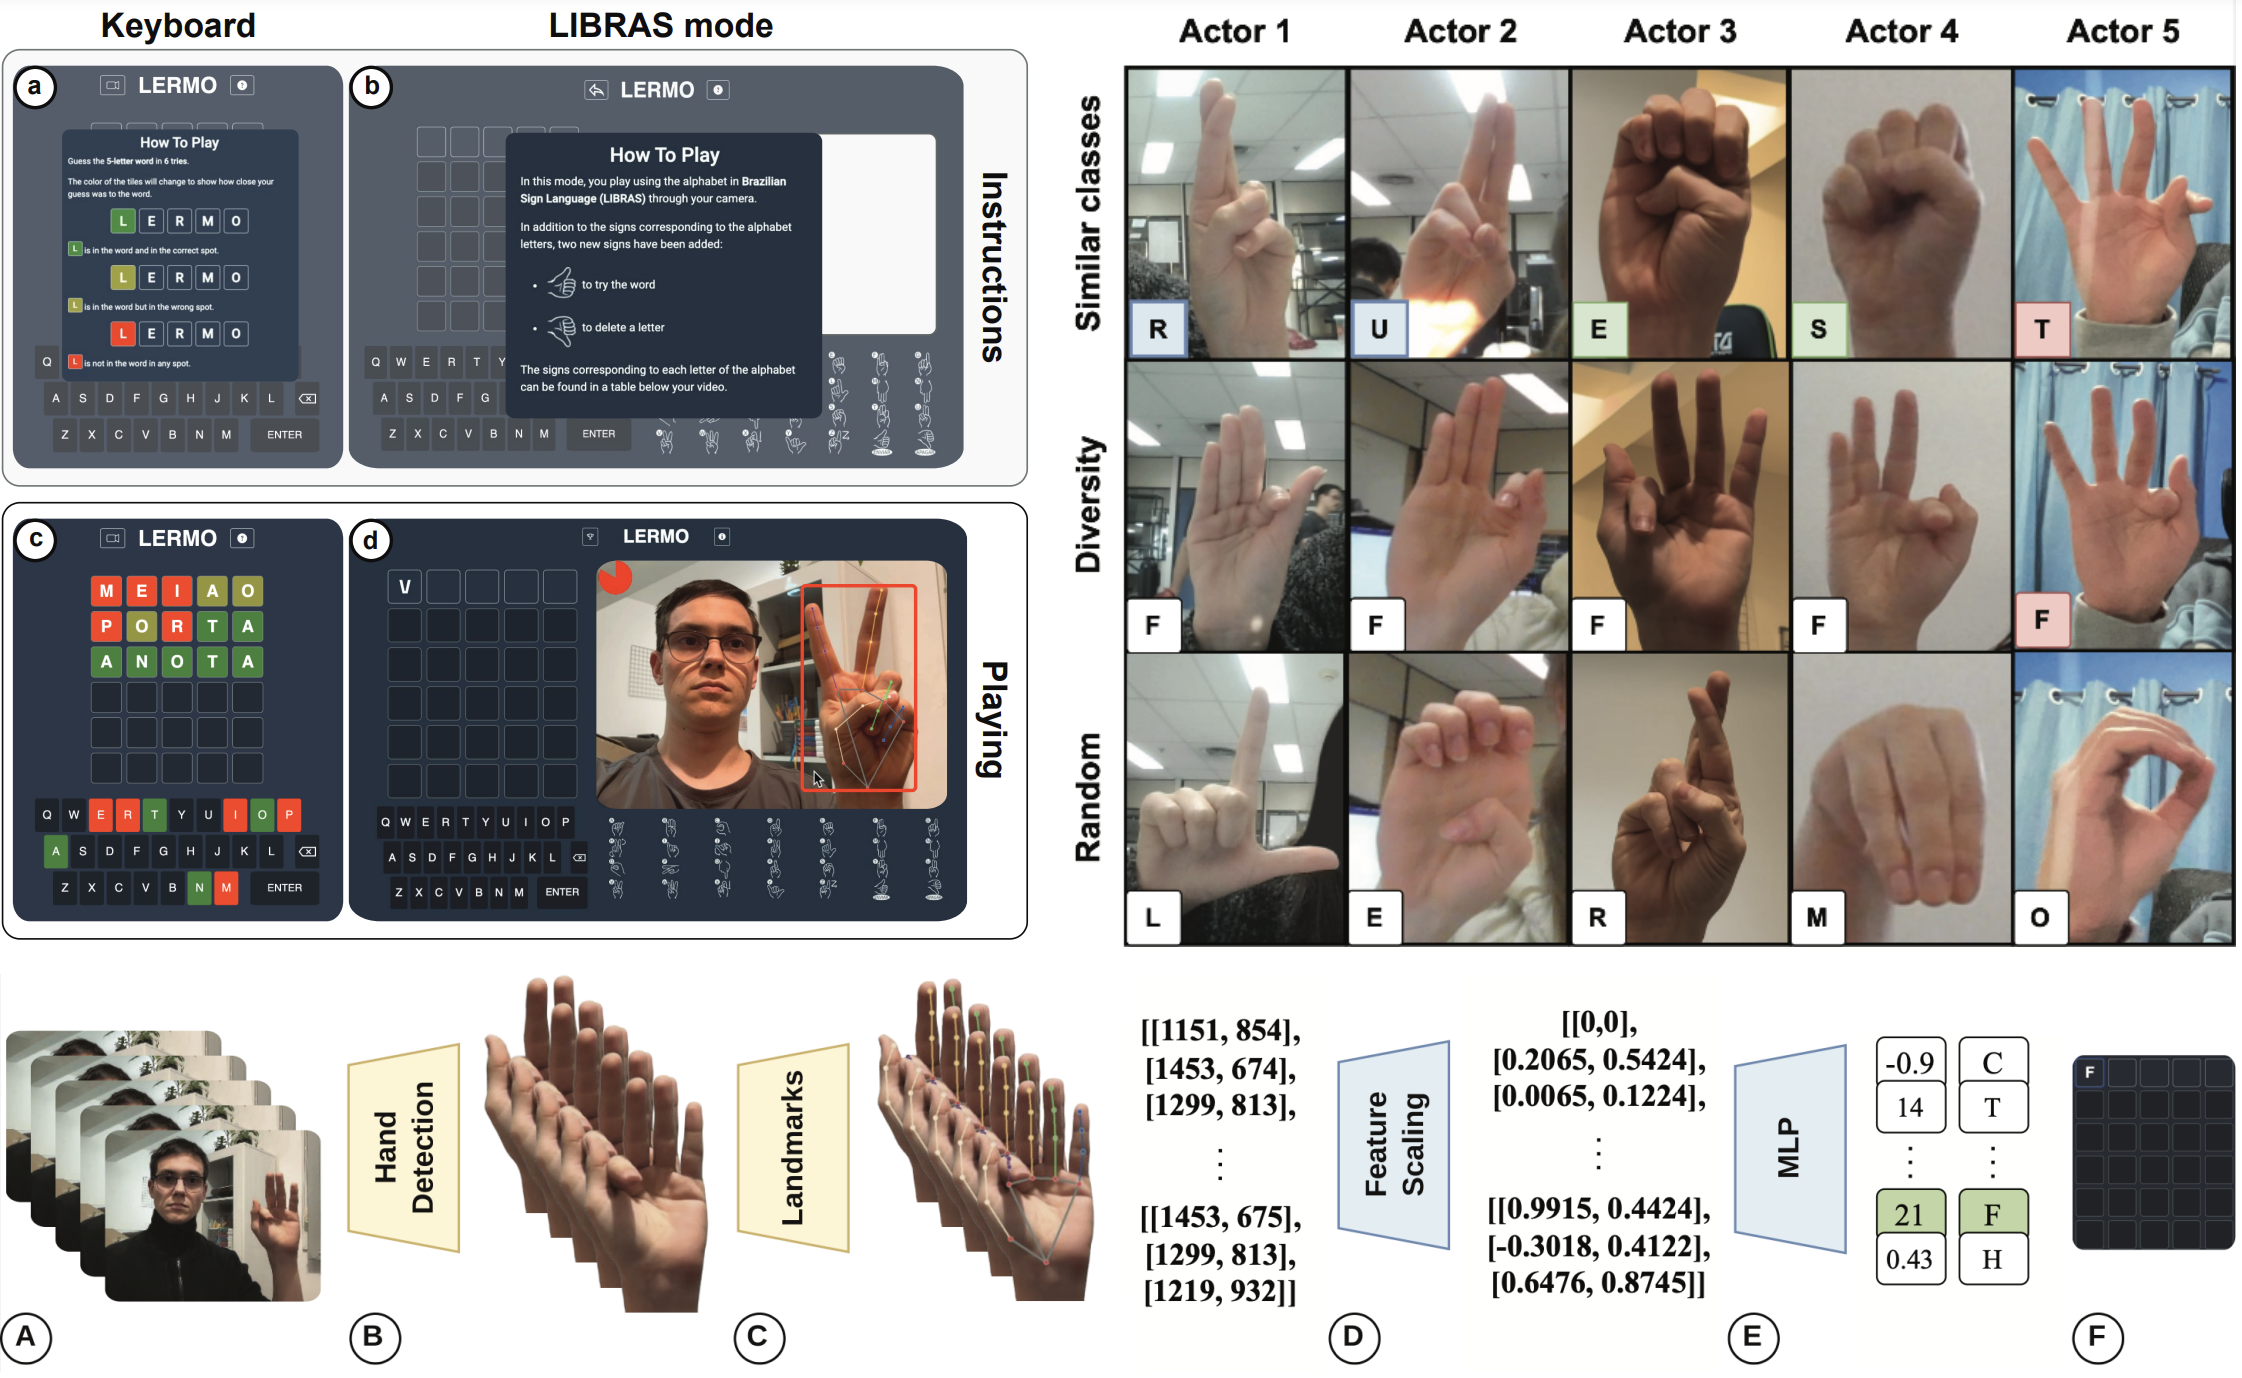 Keyboard
LIBRAS mode
a
LERMO
How To Play
Guess the 5-letter word in 6 tries.
The color of the tiles will change to show how close your
guess was to the word.
L E R M O
L is in the word and in the correct spot.
L E R M O
L is in the word but in the wrong spot.
L E R M O
L is not in the word in any spot.
Q
A S D F G H J K L
Z X C V B N M ENTER
b
LERMO
How To Play
In this mode, you play using the alphabet in Brazilian
Sign Language (LIBRAS) through your camera.
In addition to the signs corresponding to the alphabet
letters, two new signs have been added:
• to try the word
• to delete a letter
The signs corresponding to each letter of the alphabet
can be found in a table below your video.
Q W E R T Y
A S D F G
Z X C V B N M ENTER
Instructions
c
LERMO
M E I A O
P O R T A
A N O T A
Q W E R T Y U I O P
A S D F G H J K L
Z X C V B N M ENTER
d
LERMO
V
Q W E R T Y U I O P
A S D F G H J K L
Z X C V B N M ENTER
Playing
Actor 1 Actor 2 Actor 3 Actor 4 Actor 5
Similar classes
R U E S T
Diversity
F F F F F
Random
L E R M O
A
Hand
Detection
B
Landmarks
C
[[1151, 854],
[1453, 674],
[1299, 813],
[[1453, 675],
[1299, 813],
[1219, 932]]
Feature
Scaling
D
[[0,0],
[0.2065, 0.5424],
[0.0065, 0.1224],
[[0.9915, 0.4424],
[-0.3018, 0.4122],
[0.6476, 0.8745]]
MLP
E
-0.9 C
14 T
21 F
0.43 H
F
F